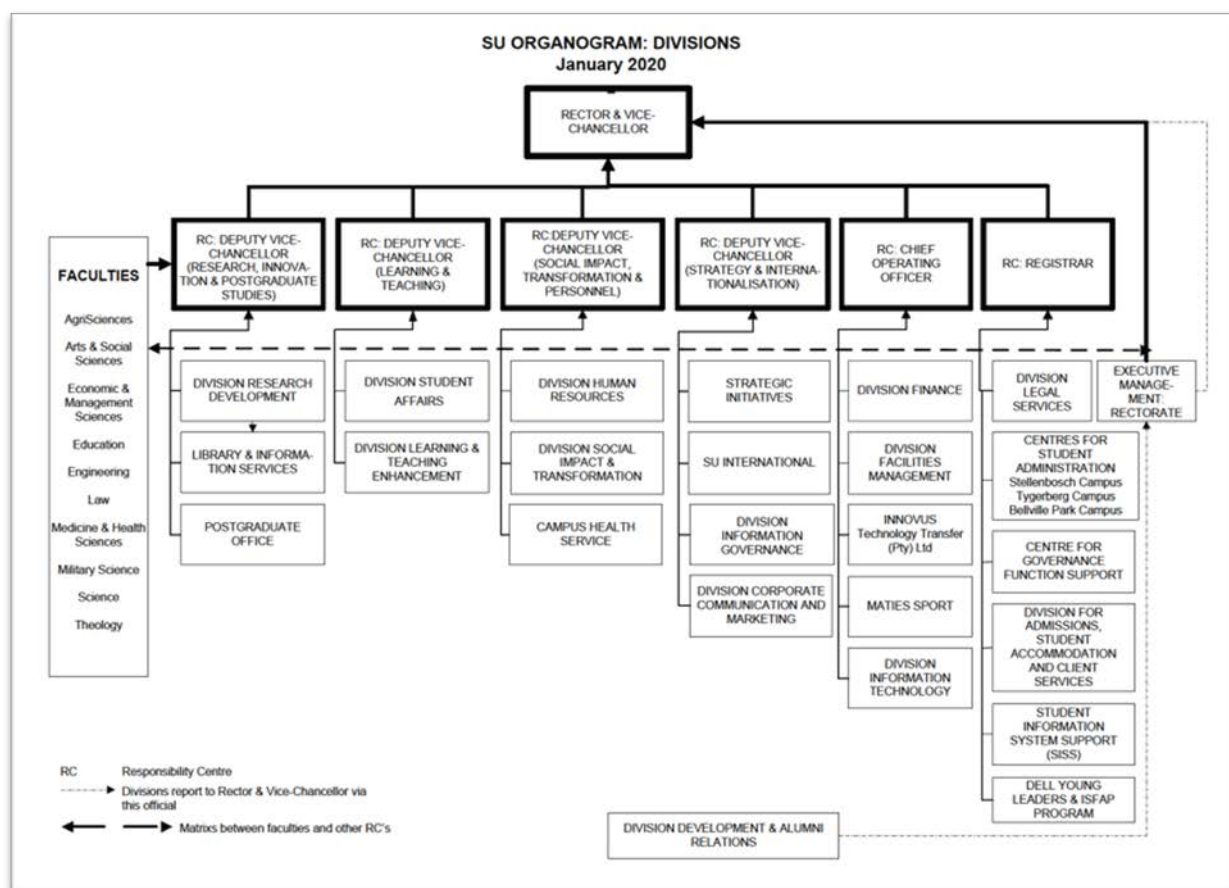 SU ORGANOGRAM: DIVISIONS
January 2020
RECTOR & VICE-
CHANCELLOR
RC: DEPUTY VICE-
CHANCELLOR
(RESEARCH, INNOVA-
TION & POSTGRADUATE
STUDIES)
RC: DEPUTY VICE-
CHANCELLOR
(LEARNING &
TEACHING)
RC:DEPUTY VICE-
CHANCELLOR
(SOCIAL IMPACT,
TRANSFORMATION &
PERSONNEL)
RC: DEPUTY VICE-
CHANCELLOR
(STRATEGY & INTERNA-
TIONALISATION)
RC: CHIEF
OPERATING
OFFICER
RC: REGISTRAR
FACULTIES
AgriSciences
Arts & Social
Sciences
Economic &
Management
Sciences
Education
Engineering
Law
Medicine & Health
Sciences
Military Science
Science
Theology
DIVISION RESEARCH
DEVELOPMENT
LIBRARY & INFORMA-
TION SERVICES
POSTGRADUATE
OFFICE
DIVISION STUDENT
AFFAIRS
DIVISION LEARNING &
TEACHING
ENHANCEMENT
DIVISION HUMAN
RESOURCES
DIVISION SOCIAL
IMPACT &
TRANSFORMATION
CAMPUS HEALTH
SERVICE
STRATEGIC
INITIATIVES
SU INTERNATIONAL
DIVISION
INFORMATION
GOVERNANCE
DIVISION CORPORATE
COMMUNICATION AND
MARKETING
DIVISION FINANCE
DIVISION
FACILITIES
MANAGEMENT
INNOVUS
Technology Transfer
(Pty) Ltd
MATIES SPORT
DIVISION
INFORMATION
TECHNOLOGY
DIVISION
LEGAL
SERVICES
CENTRES FOR
STUDENT
ADMINISTRATION
Stellenbosch Campus
Tygerberg Campus
Bellville Park Campus
CENTRE FOR
GOVERNANCE
FUNCTION SUPPORT
DIVISION FOR
ADMISSIONS,
STUDENT
ACCOMMODATION
AND CLIENT
SERVICES
STUDENT
INFORMATION
SYSTEM SUPPORT
(SISS)
DELL YOUNG
LEADERS & ISFAP
PROGRAM
EXECUTIVE
MANAGE-
MENT:
RECTORATE
RC Responsibility Centre
Divisions report to Rector & Vice-Chancellor via
this official
Matrixs between faculties and other RC's
DIVISION DEVELOPMENT & ALUMNI
RELATIONS